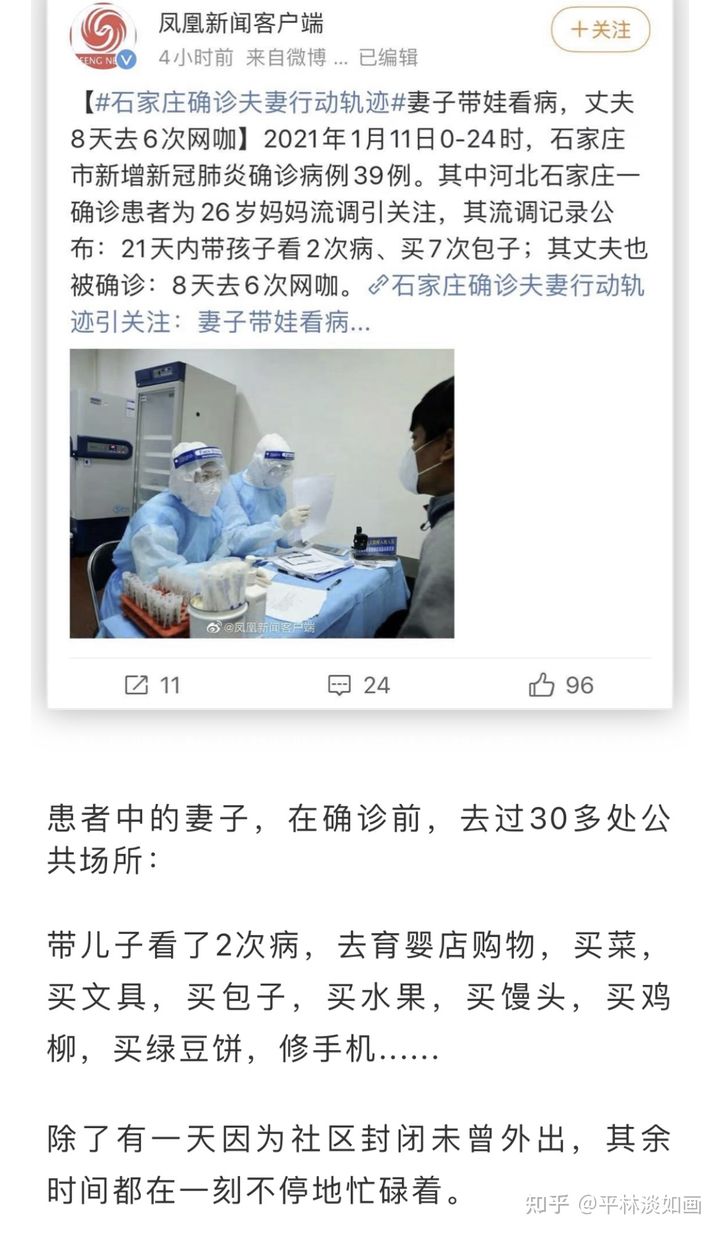 凤凰新闻客户端
+关注
4小时前 来自微博 ... 已编辑
FENG NE
【#石家庄确诊夫妻行动轨迹#妻子带娃看病，丈夫
8天去6次网咖】2021年1月11日0-24时，石家庄
市新增新冠肺炎确诊病例39例。其中河北石家庄一
确诊患者为26岁妈妈流调引关注，其流调记录公
布：21天内带孩子看2次病、买7次包子；其丈夫也
被确诊：8天去6次网咖。石家庄确诊夫妻行动轨
迹引关注：妻子带娃看病...
@凤凰新闻客户端
11
24
96
患者中的妻子，在确诊前，去过30多处公
共场所：
带儿子看了2次病，去育婴店购物，买菜，
买文具，买包子，买水果，买馒头，买鸡
柳，买绿豆饼，修手机......
除了有一天因为社区封闭未曾外出，其余
时间都在一刻不停地忙碌着。
知乎 @平林淡如画